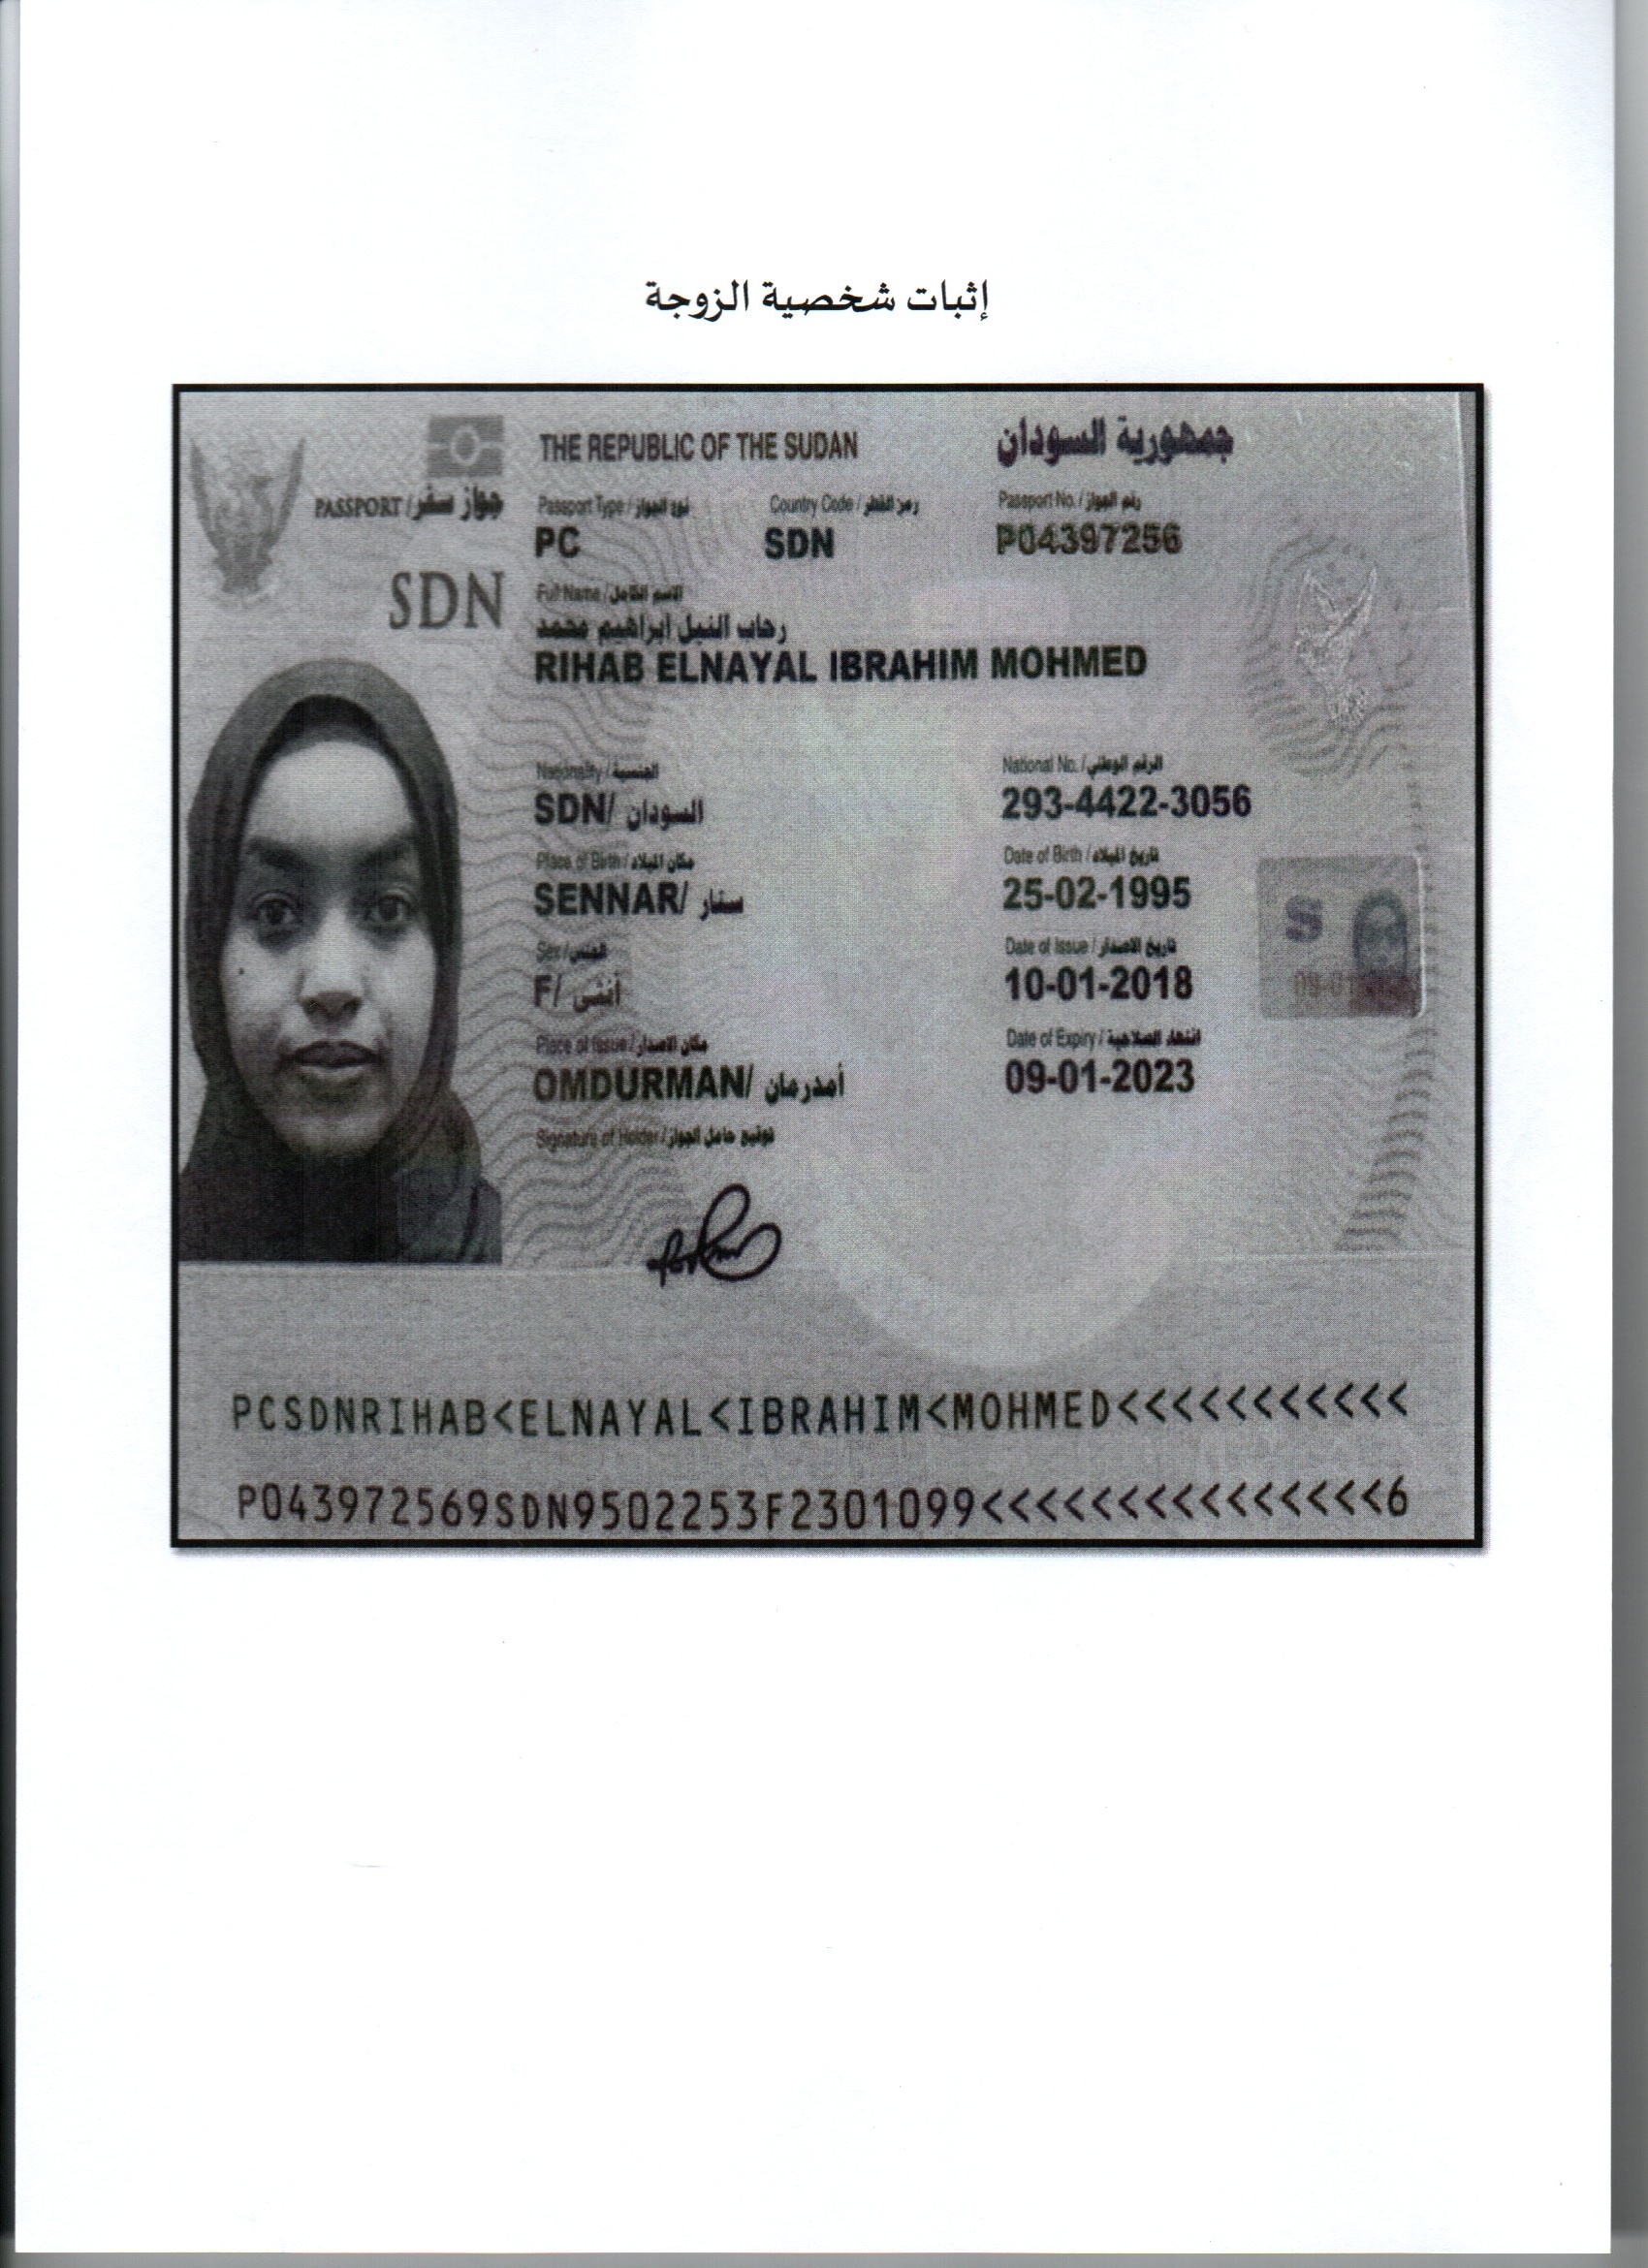 إثبات شخصية الزوجة
THE REPUBLIC OF THE SUDAN جمهورية السودان
PASSPORT / جواز سفر
Passport Type / نوع الجواز Country Code / رمز القطر Passport No. / رقم الجواز
PC SDN P04397256
SDN
Full Name / الاسم الكامل
رحاب النيل ابراهيم محمد
RIHAB ELNAYAL IBRAHIM MOHMED
Nationality / الجنسية National No. / الرقم الوطني
SDN/ السودان 293-4422-3056
Place of Birth / مكان الميلاد Date of Birth / تاريخ الميلاد
SENNAR/ سنار 25-02-1995
Sex / الجنس Date of Issue / تاريخ الاصدار
F/ أنثى 10-01-2018
Place of Issue / مكان الاصدار Date of Expiry / انتهاء الصلاحية
OMDURMAN/ أمدرمان 09-01-2023
Signature of Holder / توقيع حامل الجواز
S
PCSDNRIHAB<ELNAYAL<IBRAHIM<MOHMED<<<<<<<<<<<
P043972569SDN9502253F2301099<<<<<<<<<<<<<<<6